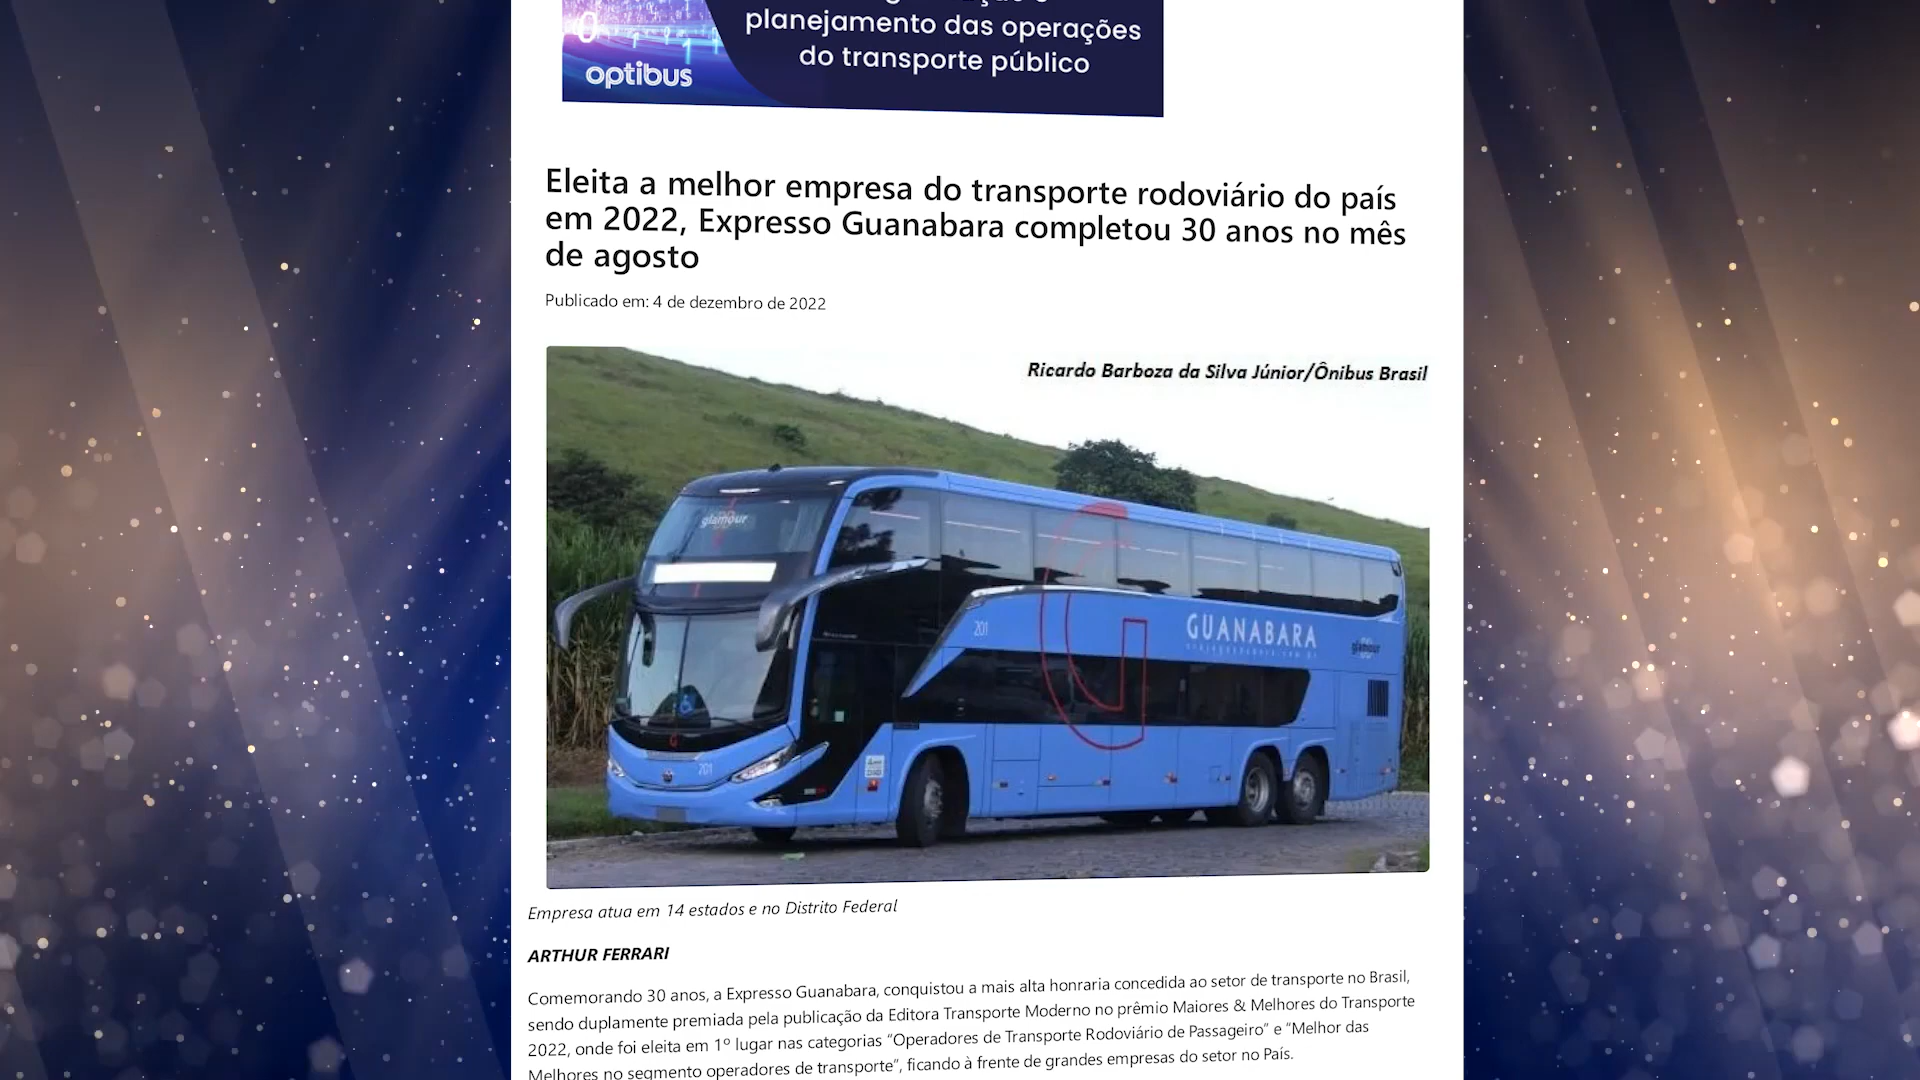 planejamento das operações
do transporte público
optibus
Eleita a melhor empresa do transporte rodoviário do país
em 2022, Expresso Guanabara completou 30 anos no mês
de agosto
Publicado em: 4 de dezembro de 2022
Ricardo Barboza da Silva Júnior/Ônibus Brasil
glamour
201
GUANABARA
glamour
201
Empresa atua em 14 estados e no Distrito Federal
ARTHUR FERRARI
Comemorando 30 anos, a Expresso Guanabara, conquistou a mais alta honraria concedida ao setor de transporte no Brasil,
sendo duplamente premiada pela publicação da Editora Transporte Moderno no prêmio Maiores & Melhores do Transporte
2022, onde foi eleita em 1º lugar nas categorias “Operadores de Transporte Rodoviário de Passageiro” e “Melhor das
Melhores no segmento operadores de transporte”, ficando à frente de grandes empresas do setor no País.